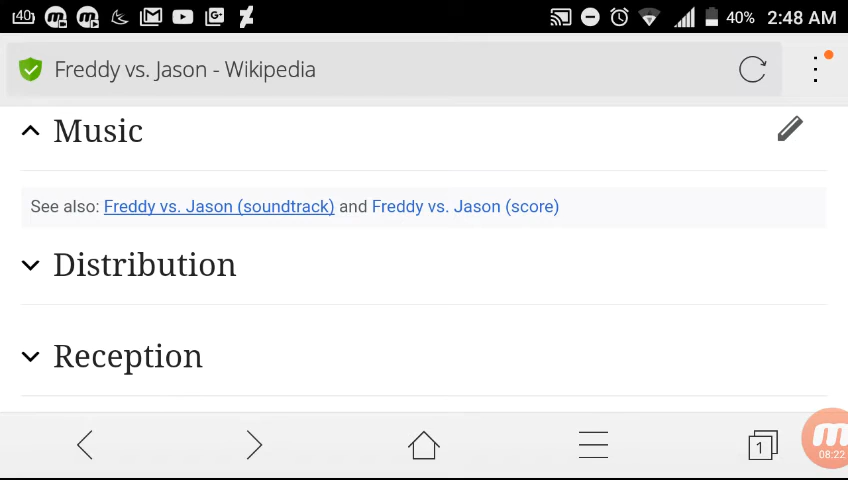 40 40% 2:48 AM
Freddy vs. Jason - Wikipedia
Music
See also: Freddy vs. Jason (soundtrack) and Freddy vs. Jason (score)
Distribution
Reception
1
08:22